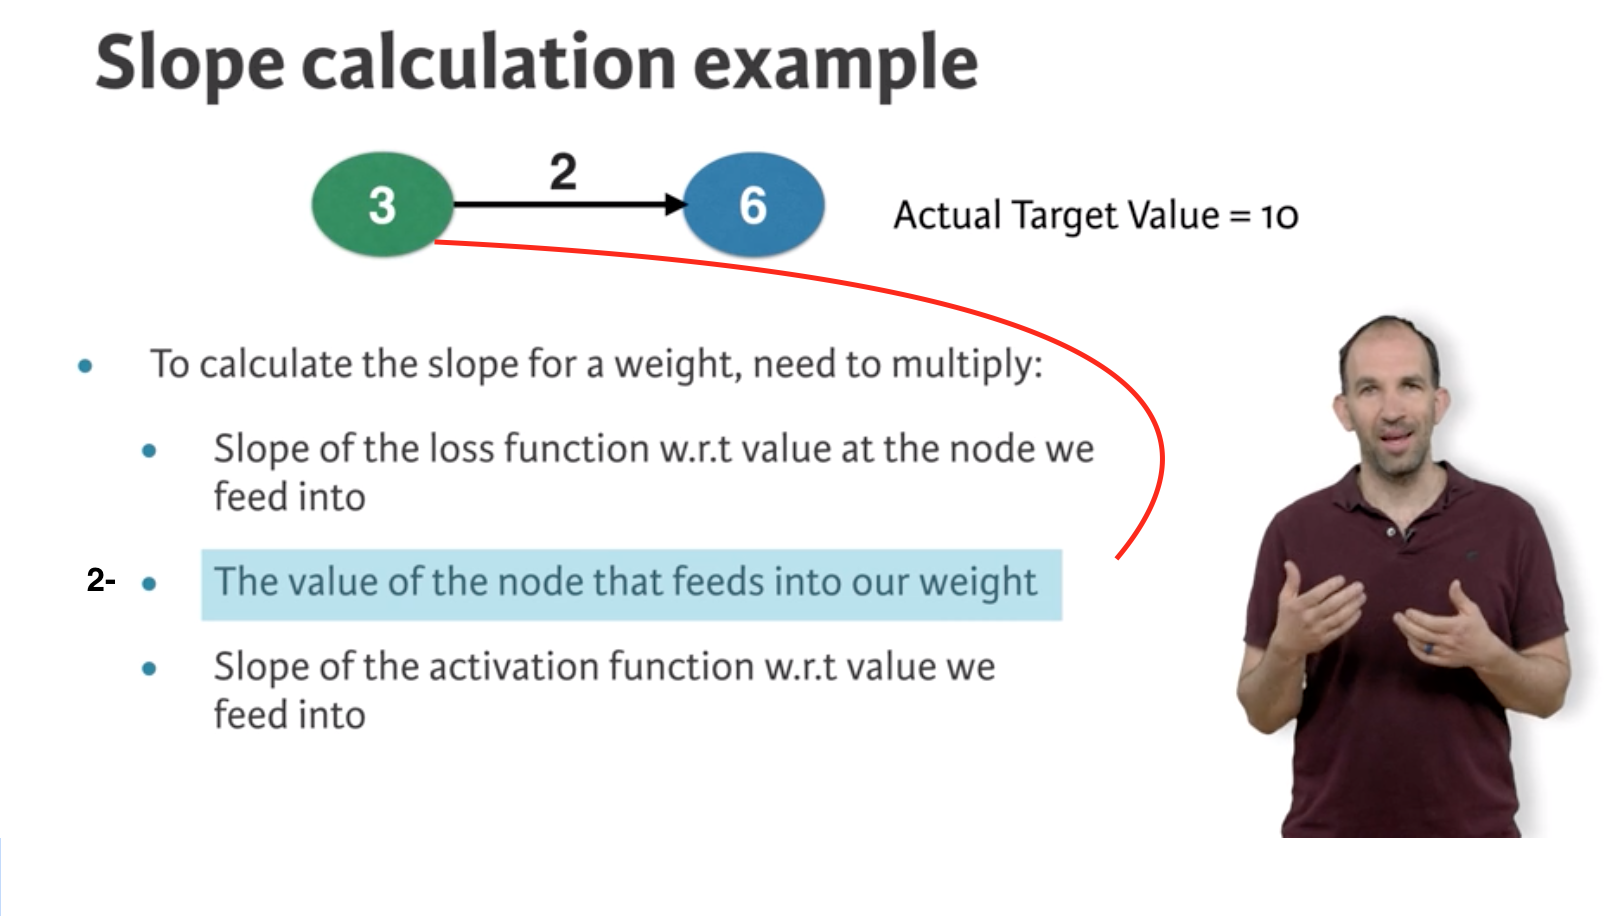 Slope calculation example
2
3
6
Actual Target Value = 10
• To calculate the slope for a weight, need to multiply:
• Slope of the loss function w.r.t value at the node we
feed into
2- • The value of the node that feeds into our weight
• Slope of the activation function w.r.t value we
feed into